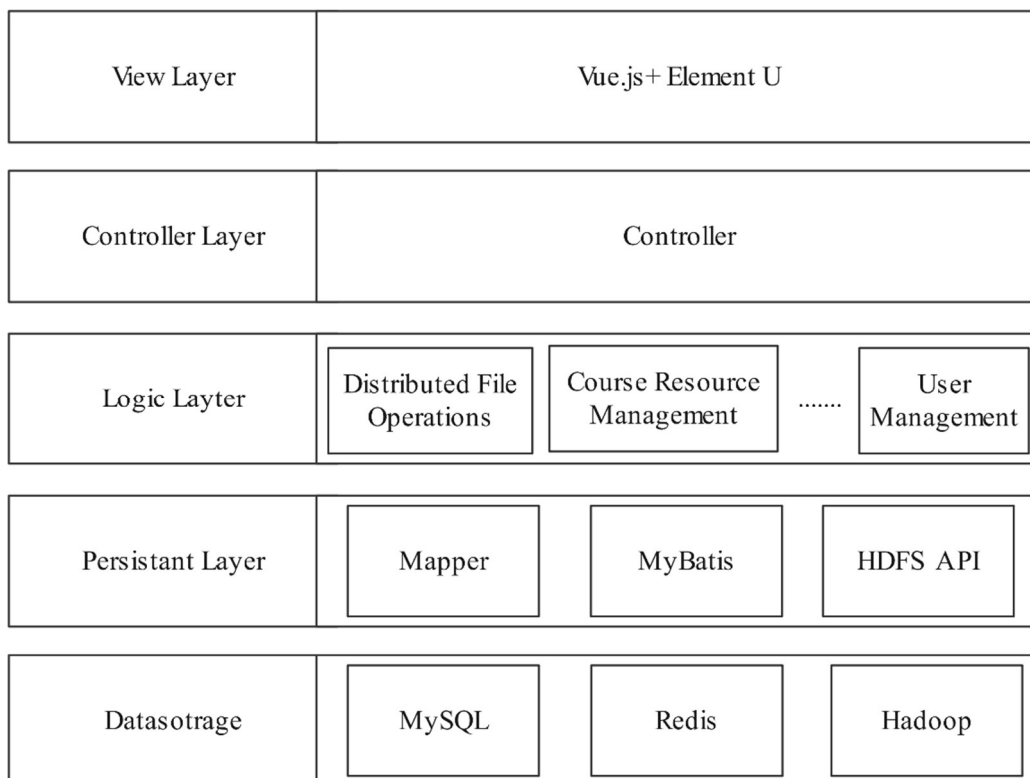 View Layer
Vue.js+ Element U
Controller Layer
Controller
Logic Layter
Distributed File
Operations
Course Resource
Management
.......
User
Management
Persistant Layer
Mapper
MyBatis
HDFS API
Datasotrage
MySQL
Redis
Hadoop